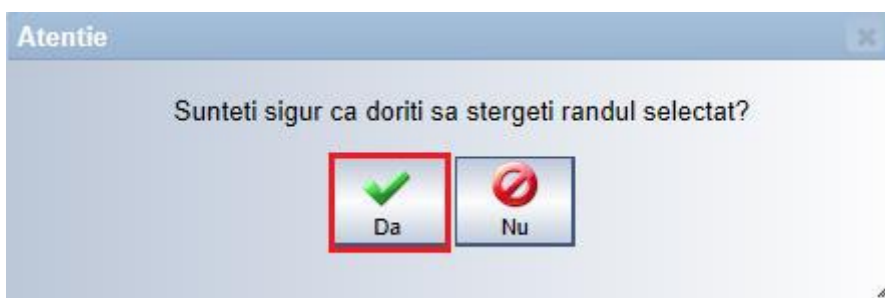 Atentie
Sunteti sigur ca doriti sa stergeti randul selectat?
Da
Nu